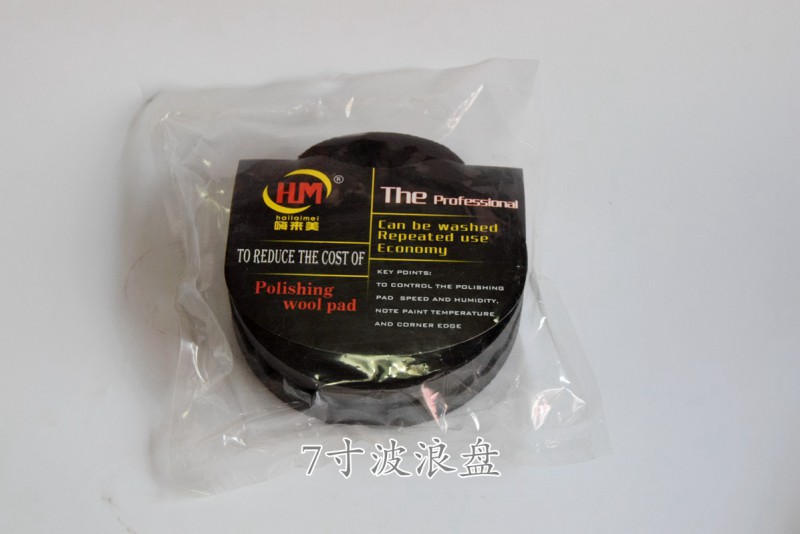 HLM ®
hailaimei
嗨来美
TO REDUCE THE COST OF
Polishing
wool pad
The Professional
Can be washed
Repeated use
Economy
KEY POINTS:
TO CONTROL THE POLISHING
PAD SPEED AND HUMIDITY,
NOTE PAINT TEMPERATURE
AND CORNER EDGE
7寸波浪盘